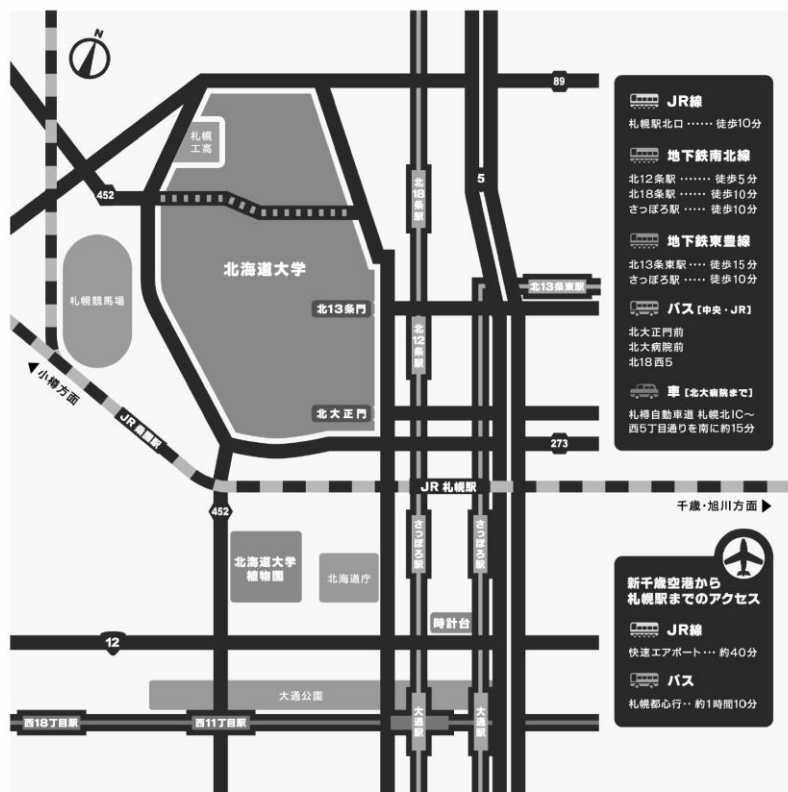 N
札幌
工高
89
452
5
北18条駅
北海道大学
札幌競馬場
北13条門
北13条東駅
北12条駅
小樽方面
JR 桑園駅
北大正門
273
JR 札幌駅
千歳・旭川方面
452
さっぽろ駅
さっぽろ駅
北海道大学
植物園
北海道庁
時計台
12
大通公園
西18丁目駅
西11丁目駅
大通駅
大通駅
JR線
札幌駅北口 ‥‥‥ 徒歩10分
地下鉄南北線
北12条駅 ‥‥‥‥ 徒歩5分
北18条駅 ‥‥‥ 徒歩10分
さっぽろ駅 ‥‥‥ 徒歩10分
地下鉄東豊線
北13条東駅 ‥‥ 徒歩15分
さっぽろ駅 ‥‥‥ 徒歩10分
バス [中央・JR]
北大正門前
北大病院前
北18西5
車 [北大病院まで]
札樽自動車道 札幌北IC〜
西5丁目通りを南に約15分
新千歳空港から
札幌駅までのアクセス
JR線
快速エアポート‥‥ 約40分
バス
札幌都心行‥ 約1時間10分